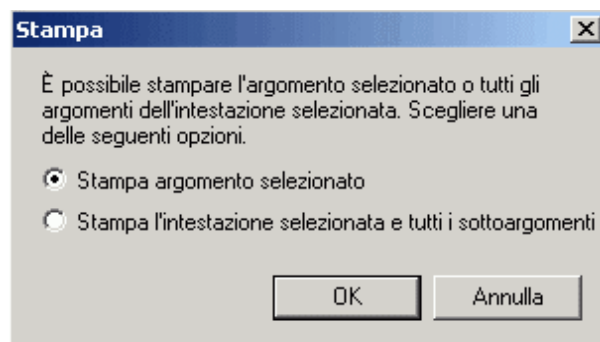 Stampa
È possibile stampare l'argomento selezionato o tutti gli
argomenti dell'intestazione selezionata. Scegliere una
delle seguenti opzioni.
Stampa argomento selezionato
Stampa l'intestazione selezionata e tutti i sottoargomenti
OK Annulla